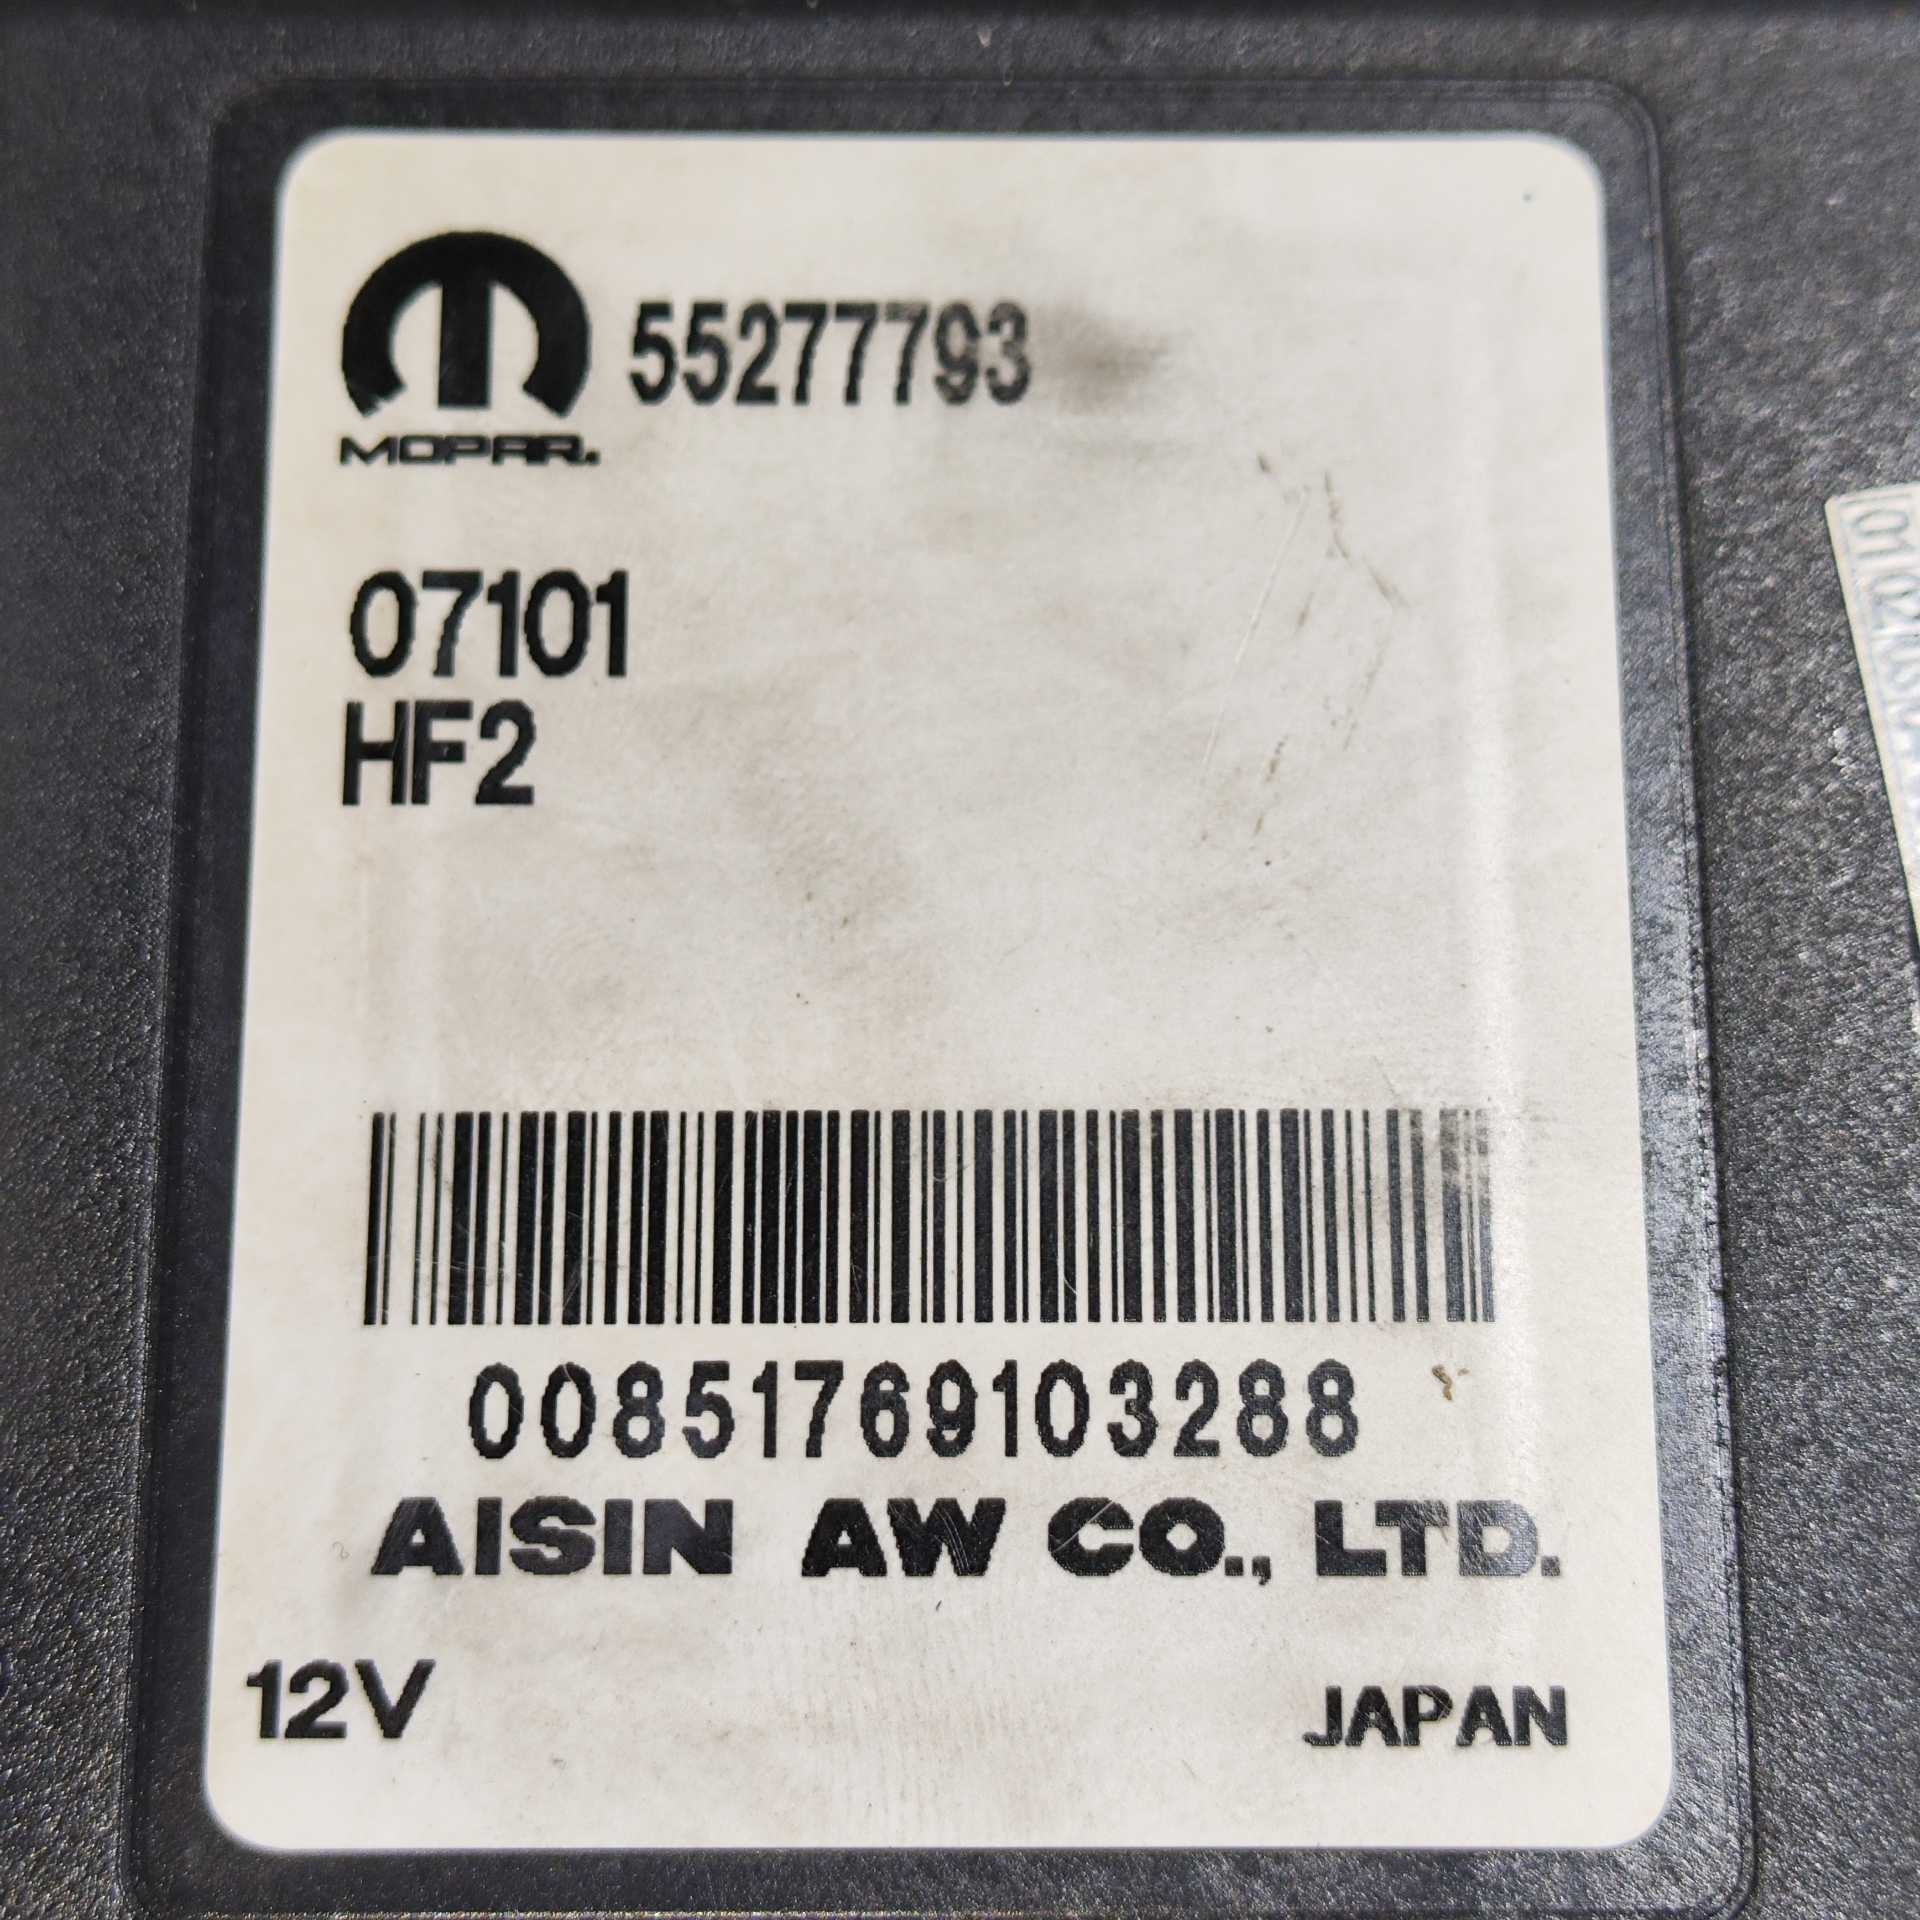 55277793
MOPAR.
07101
HF2
00851769103288
AISIN AW CO., LTD.
12V
JAPAN